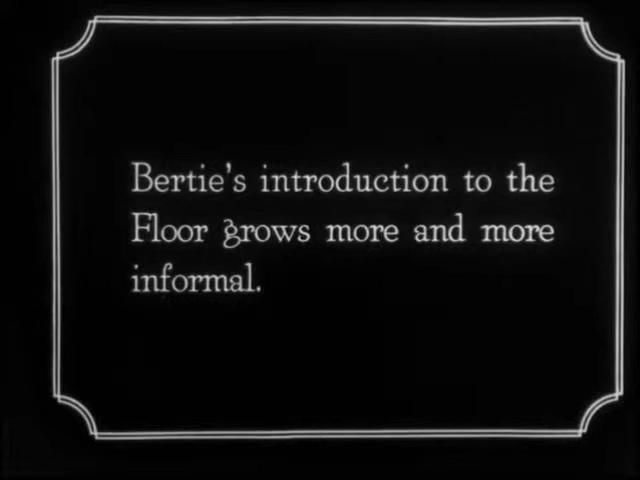 Bertie's introduction to the
Floor grows more and more
informal.